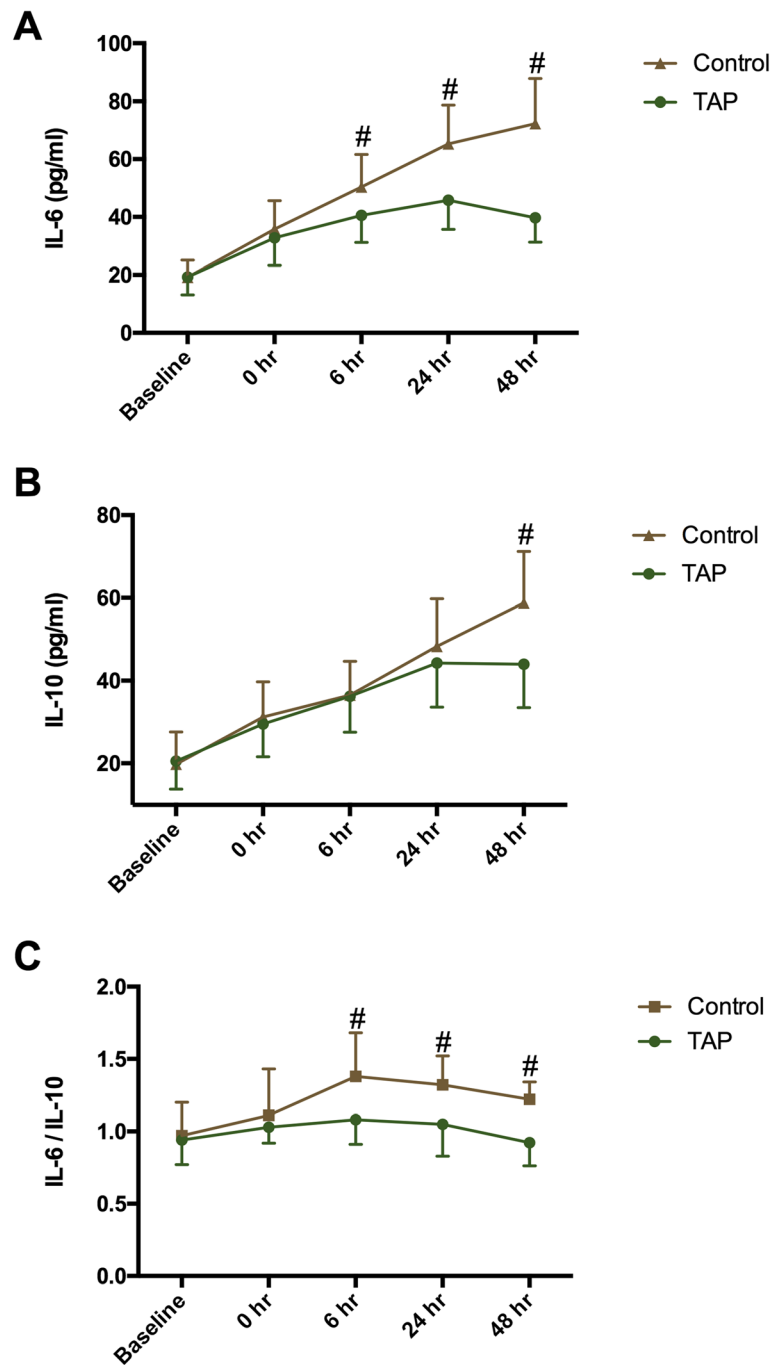 A
100
80
60
40
20
0
IL-6 (pg/ml)
# # #
Control
TAP
Baseline 0 hr 6 hr 24 hr 48 hr
B
80
60
40
20
IL-10 (pg/ml)
#
Control
TAP
Baseline 0 hr 6 hr 24 hr 48 hr
C
2.0
1.5
1.0
0.5
0.0
IL-6 / IL-10
# # #
Control
TAP
Baseline 0 hr 6 hr 24 hr 48 hr